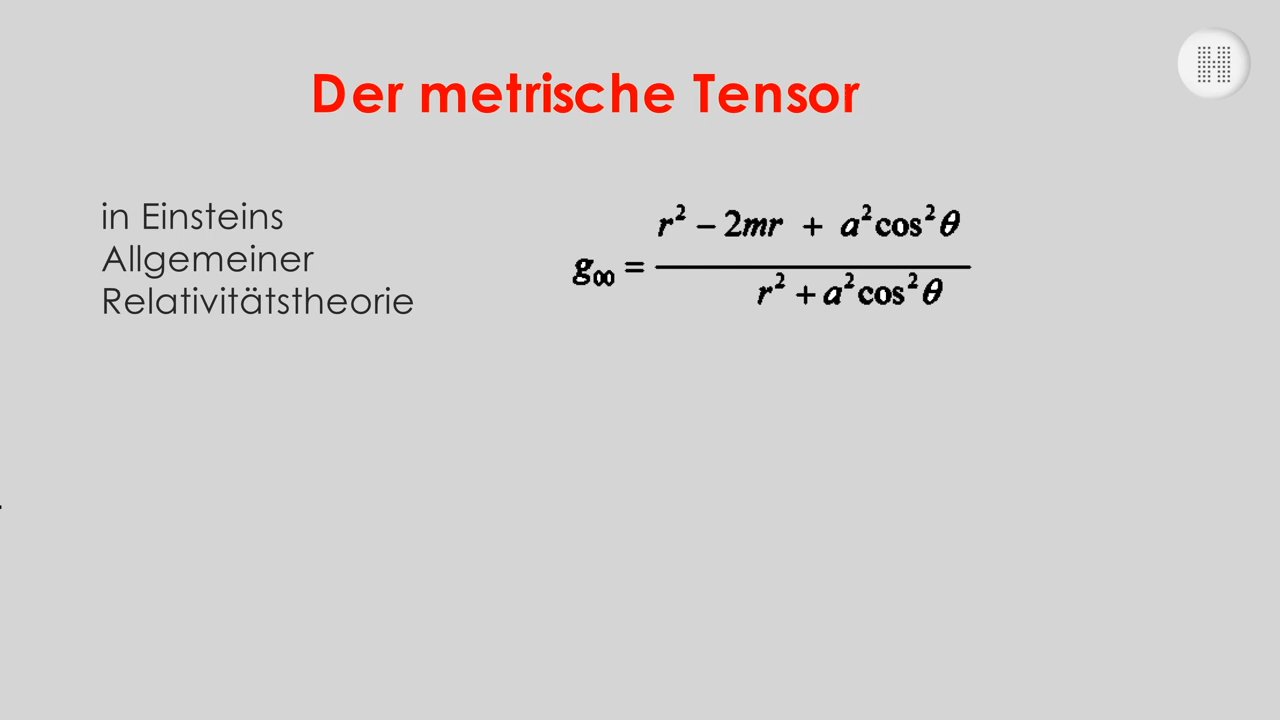 Der metrische Tensor
in Einsteins
Allgemeiner
Relativitätstheorie
r² – 2mr + a²cos²θ
g₀₀ =
r² + a²cos²θ
H